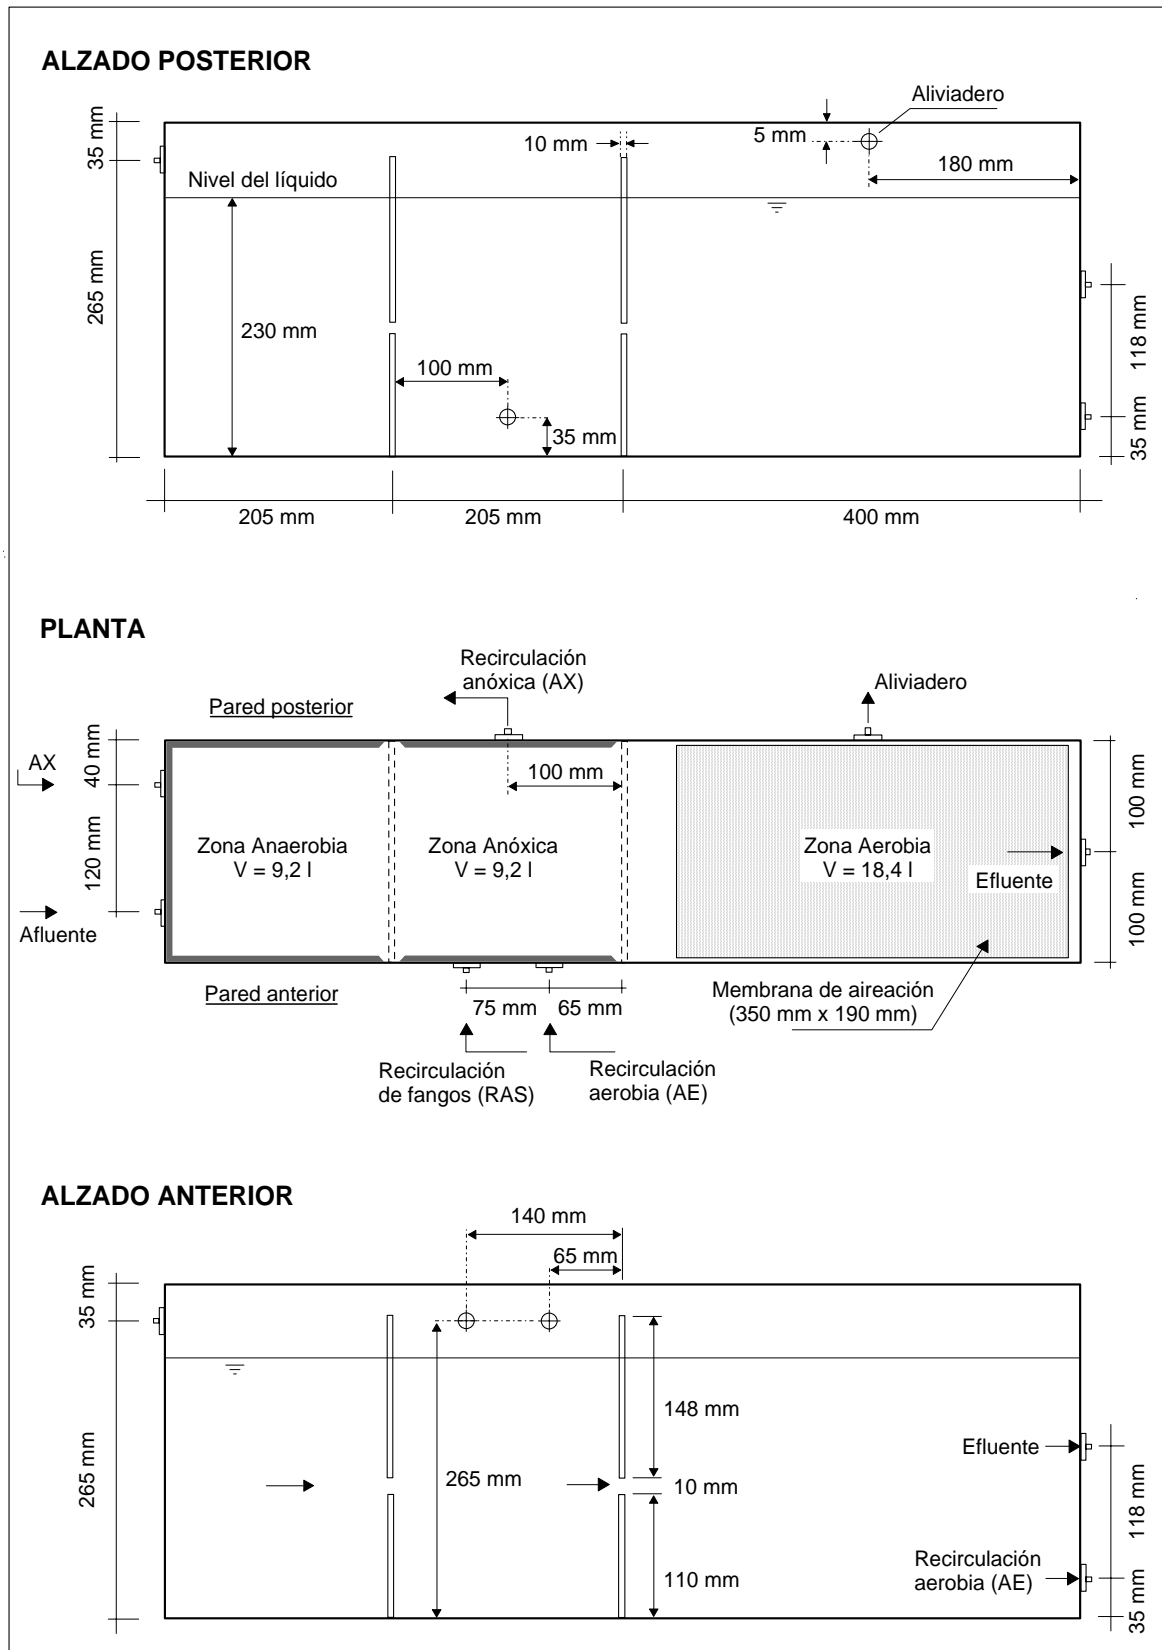 ALZADO POSTERIOR
Aliviadero
35 mm
10 mm
5 mm
180 mm
Nivel del líquido
265 mm
230 mm
118 mm
100 mm
35 mm
35 mm
205 mm
205 mm
400 mm
PLANTA
Recirculación
anóxica (AX)
Aliviadero
Pared posterior
AX
40 mm
100 mm
100 mm
120 mm
Zona Anaerobia
V = 9,2 l
Zona Anóxica
V = 9,2 l
Zona Aerobia
V = 18,4 l
Efluente
Afluente
100 mm
Pared anterior
75 mm
65 mm
Membrana de aireación
(350 mm x 190 mm)
Recirculación
de fangos (RAS)
Recirculación
aerobia (AE)
ALZADO ANTERIOR
140 mm
65 mm
35 mm
148 mm
Efluente
265 mm
265 mm
10 mm
118 mm
110 mm
Recirculación
aerobia (AE)
35 mm